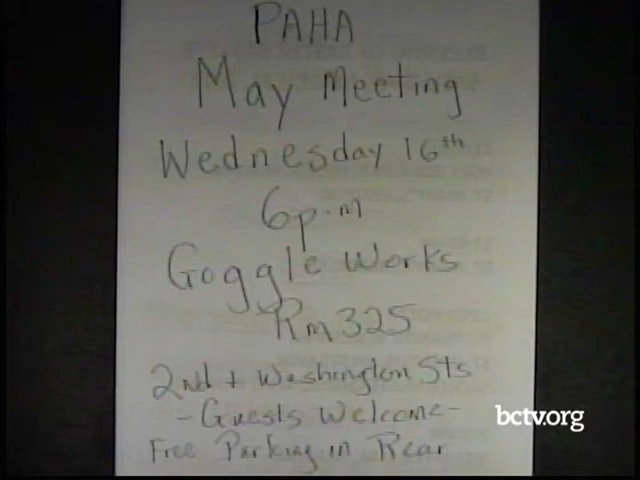 PAHA
May Meeting
Wednesday 16th
6p.m
Goggle Works
Rm 325
2nd + Washington Sts
-Guests Welcome-
Free Parking in Rear
bctv.org